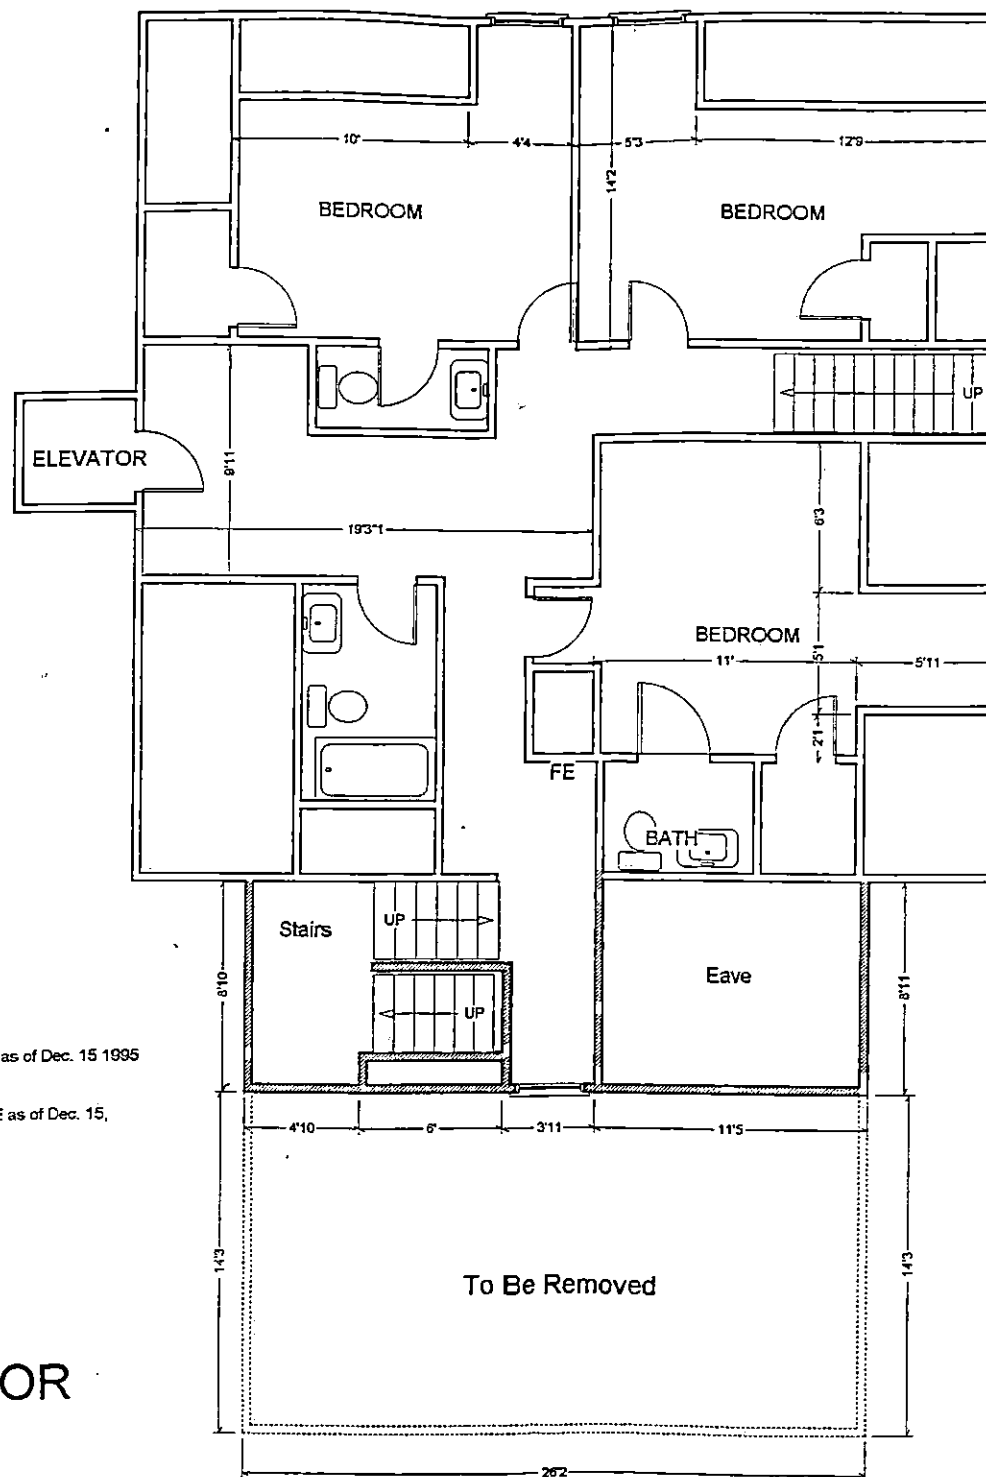 10'
4'4
5'3
12'9
14'2
BEDROOM
BEDROOM
UP
ELEVATOR
9'11
19'3"1
6'3
BEDROOM
11'
5'1
5'11
2'1
FE
BATH
UP
Stairs
8'10
Eave
8'11
UP
as of Dec. 15 1995
E as of Dec. 15,
4'10
6'
3'11
11'5
14'3
14'3
To Be Removed
OR
26'2